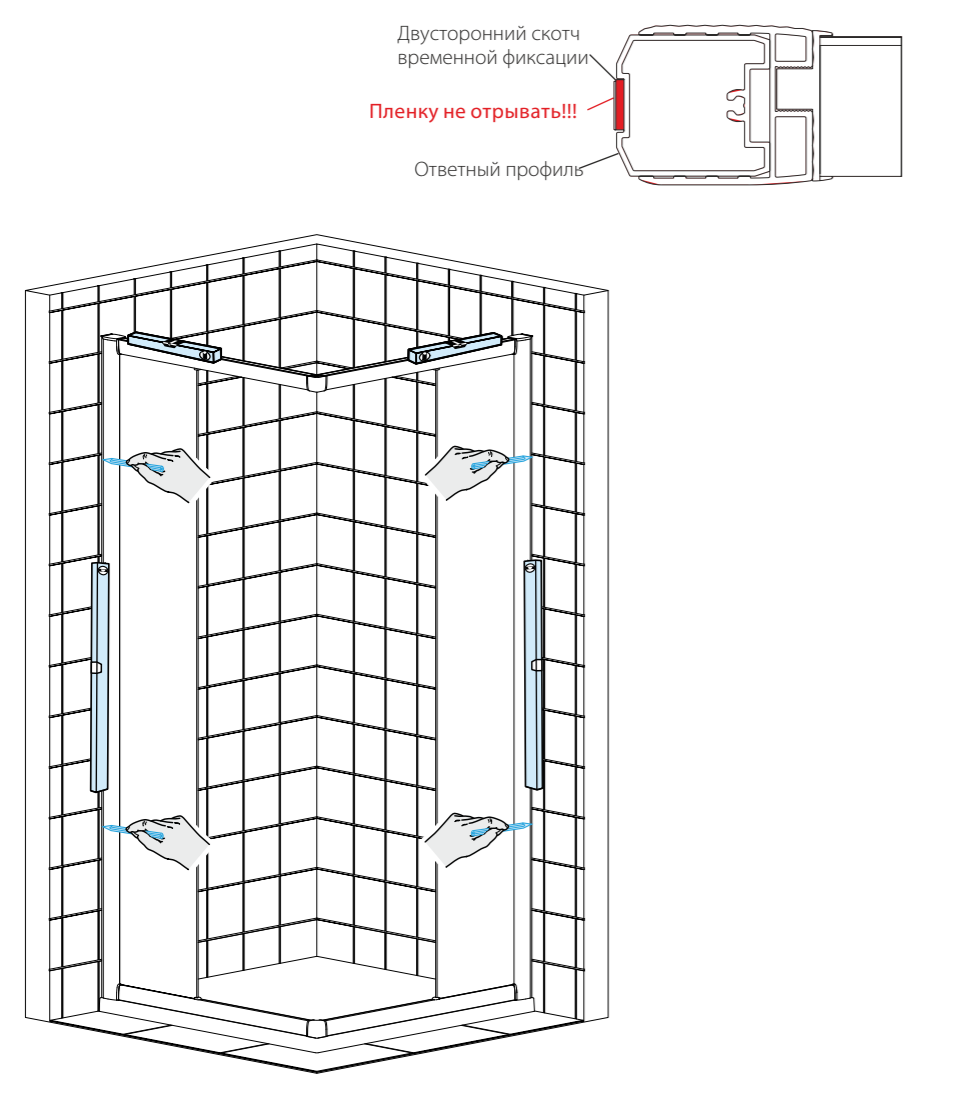 Двусторонний скотч
временной фиксации
Пленку не отрывать!!!
Ответный профиль